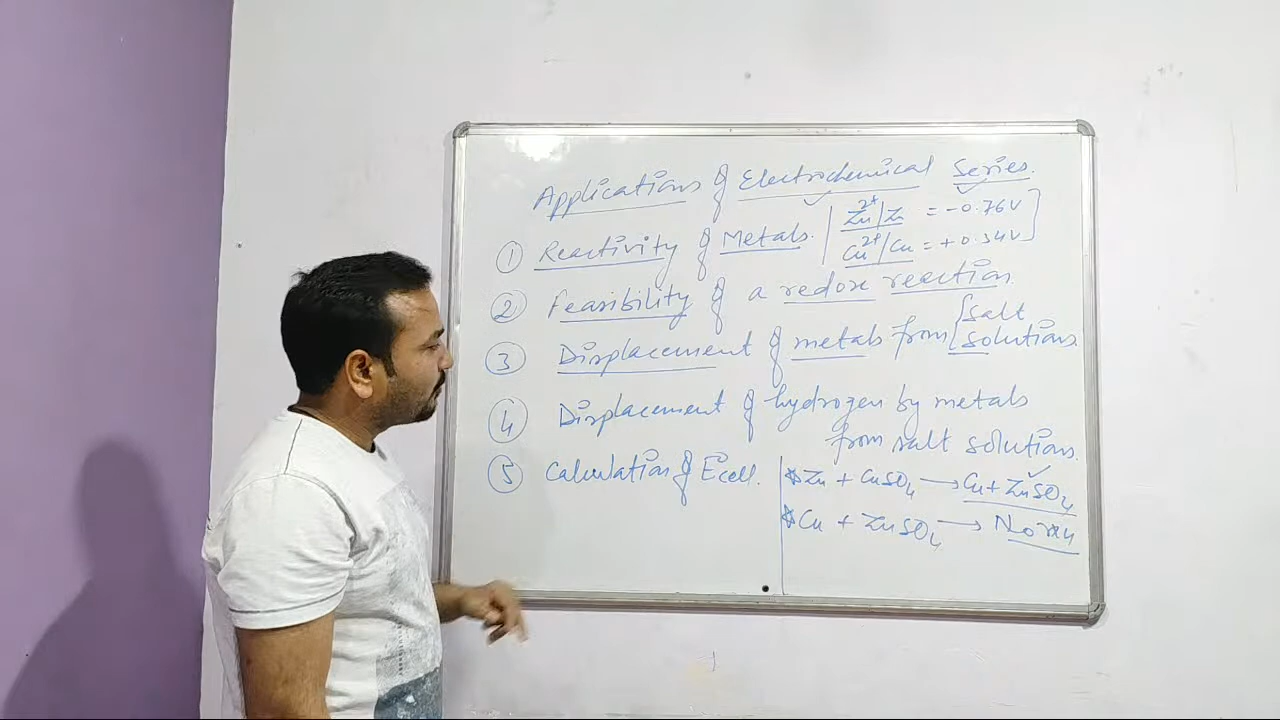 Applications of Electrochemical Series.
① Reactivity of Metals. | Zn²⁺|Zn = -0.76V
Cu²⁺/Cu = +0.34V
② Feasibility of a redox reaction.
③ Displacement of metals from salt
solutions
④ Displacement of hydrogen by metals
from salt solutions.
⑤ Calculation of Ecell.
* Zn + CuSO₄ → Cu + ZnSO₄
* Cu + ZnSO₄ → No rxn